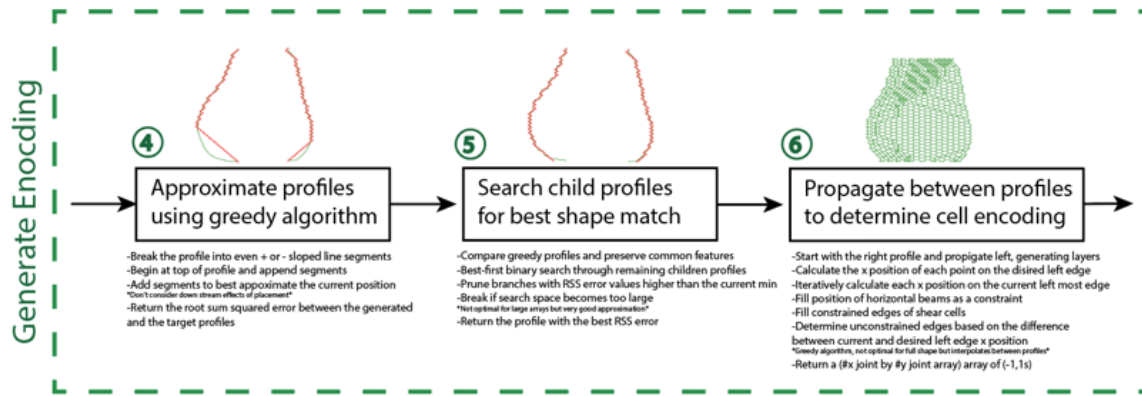 Generate Enocding
④
Approximate profiles
using greedy algorithm
-Break the profile into even + or - sloped line segments
-Begin at top of profile and append segments
-Add segments to best appoximate the current position
*Don't consider down stream effects of placement*
-Return the root sum squared error between the generated
and the target profiles
⑤
Search child profiles
for best shape match
-Compare greedy profiles and preserve common features
-Best-first binary search through remaining children profiles
-Prune branches with RSS error values higher than the current min
-Break if search space becomes too large
*Not optimal for large arrays but very good approximation*
-Return the profile with the best RSS error
⑥
Propagate between profiles
to determine cell encoding
-Start with the right profile and propigate left, generating layers
-Calculate the x position of each point on the disired left edge
-Iteratively calculate each x position on the current left most edge
-Fill position of horizontal beams as a constraint
-Fill constrained edges of shear cells
-Determine unconstrained edges based on the difference
between current and desired left edge x position
*Greedy algorithm, not optimal for full shape but interpolates between profiles*
-Return a (#x joint by #y joint array) array of (-1,1s)